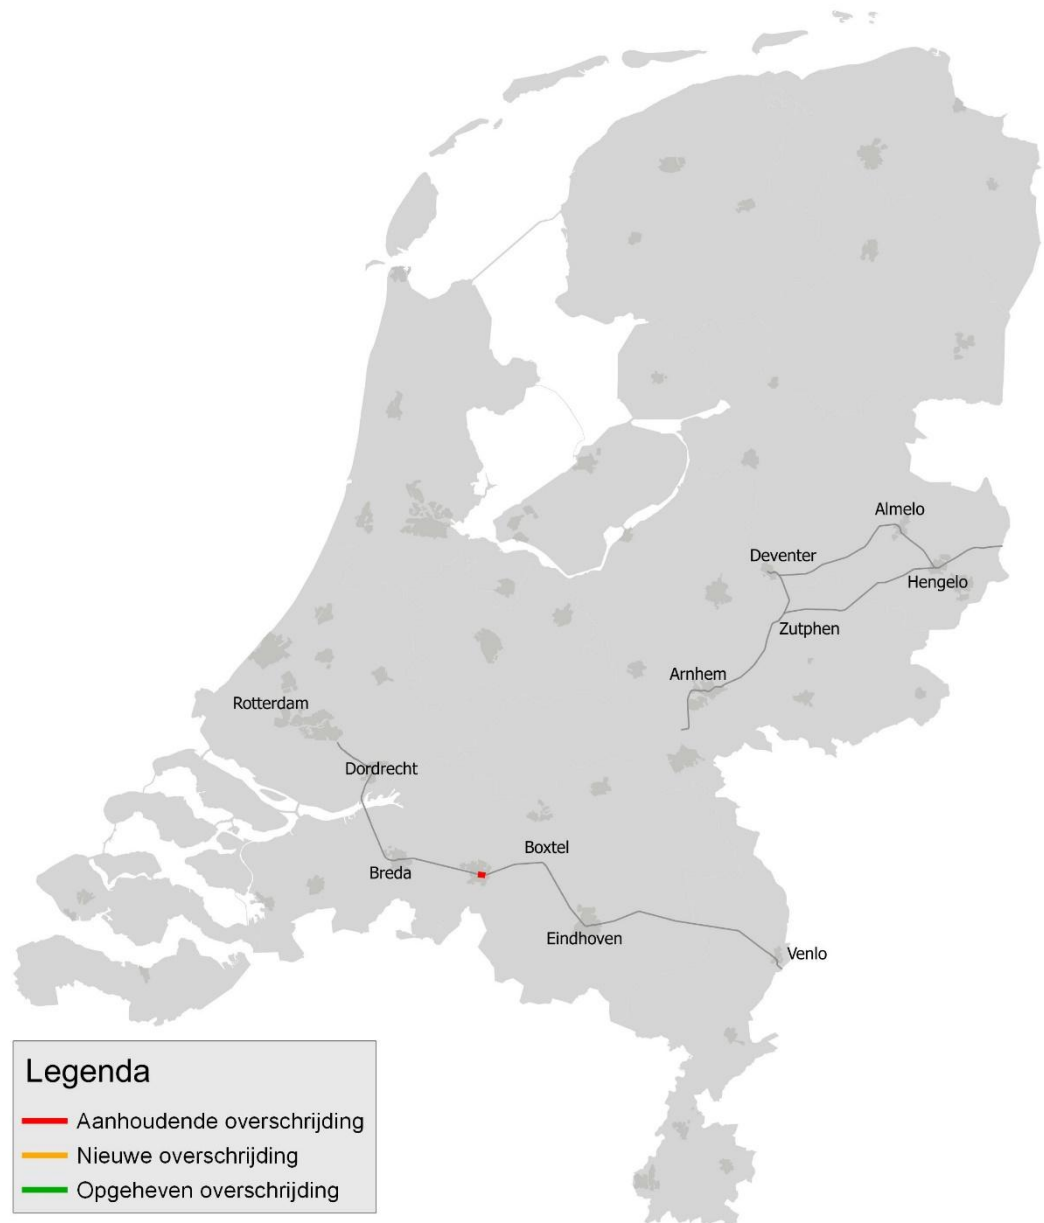 Almelo
Deventer
Hengelo
Zutphen
Arnhem
Rotterdam
Dordrecht
Boxtel
Breda
Eindhoven
Venlo
Legenda
Aanhoudende overschrijding
Nieuwe overschrijding
Opgeheven overschrijding